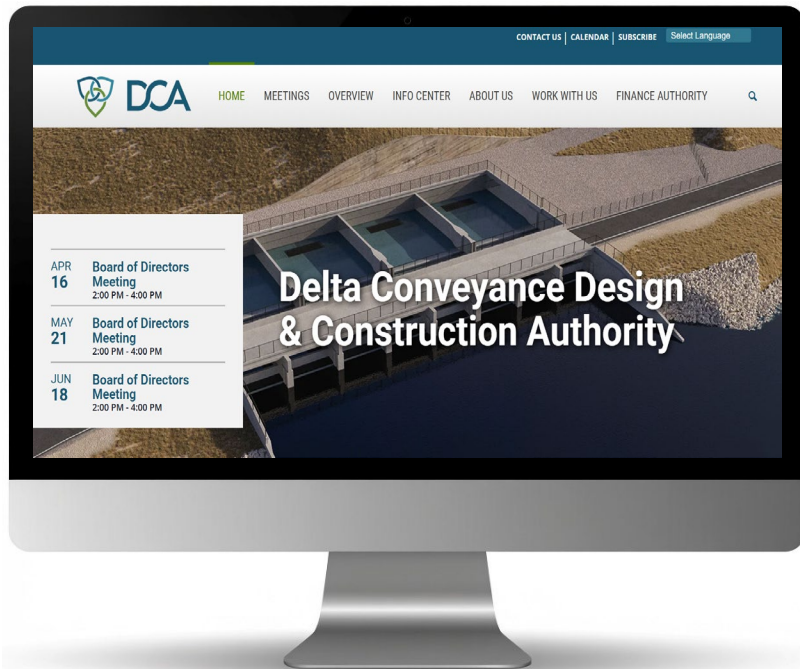 CONTACT US | CALENDAR | SUBSCRIBE Select Language
DCA HOME MEETINGS OVERVIEW INFO CENTER ABOUT US WORK WITH US FINANCE AUTHORITY
APR 16
Board of Directors
Meeting
2:00 PM - 4:00 PM
MAY 21
Board of Directors
Meeting
2:00 PM - 4:00 PM
JUN 18
Board of Directors
Meeting
2:00 PM - 4:00 PM
Delta Conveyance Design
& Construction Authority